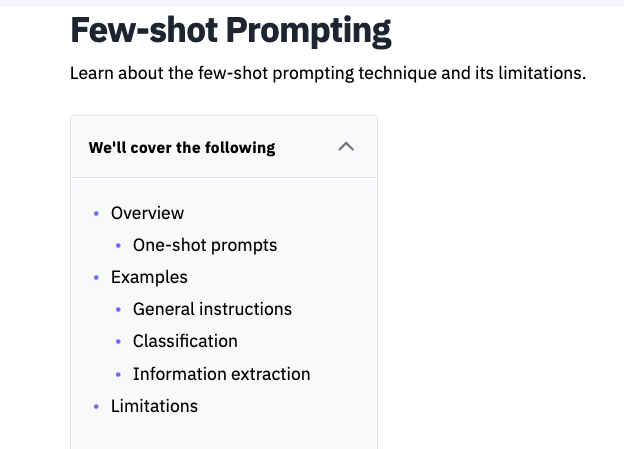 Few-shot Prompting
Learn about the few-shot prompting technique and its limitations.
We'll cover the following
Overview
One-shot prompts
Examples
General instructions
Classification
Information extraction
Limitations